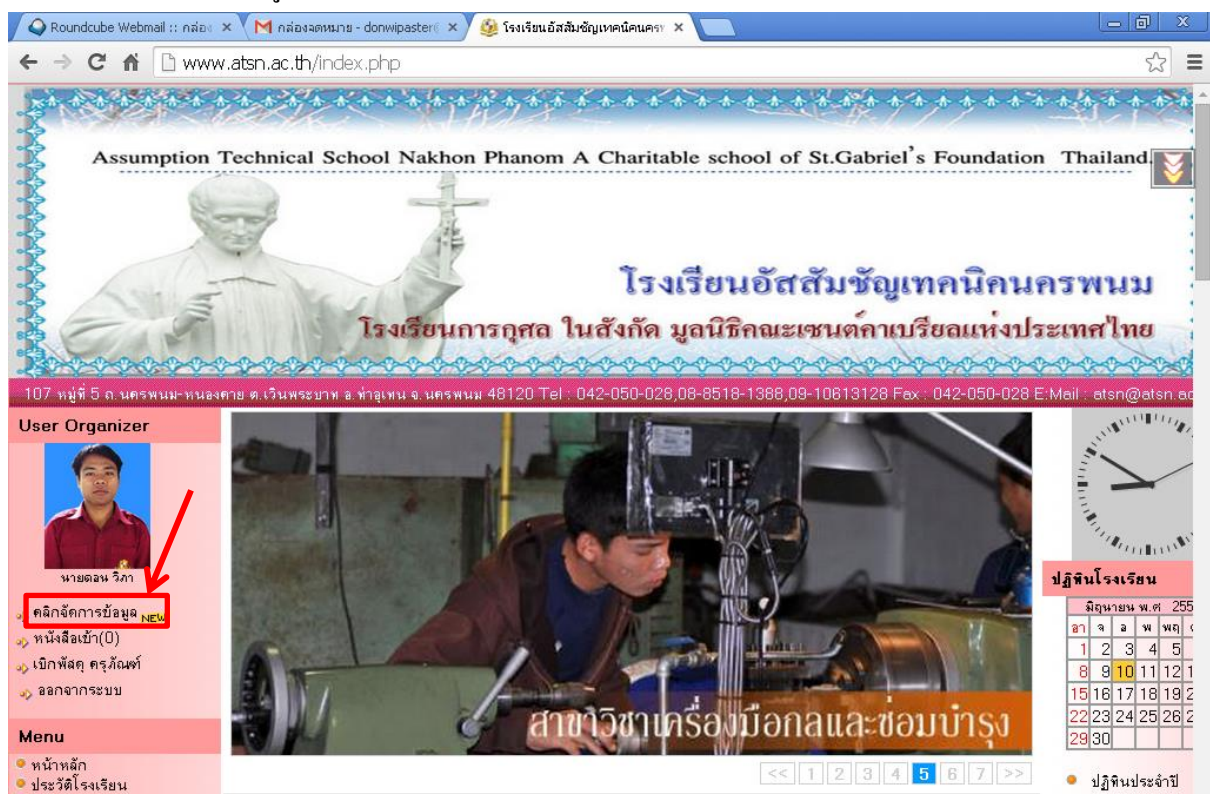 Roundcube Webmail :: กล่อง
กล่องจดหมาย - donwipaster@
โรงเรียนอัสสัมชัญเทคนิคนคร
www.atsn.ac.th/index.php
Assumption Technical School Nakhon Phanom A Charitable school of St.Gabriel's Foundation Thailand.
โรงเรียนอัสสัมชัญเทคนิคนครพนม
โรงเรียนการกุศล ในสังกัด มูลนิธิคณะเซนต์คาเบรียลแห่งประเทศไทย
107 หมู่ที่ 5 ถ.นครพนม-หนองคาย ต.เวินพระบาท อ.ท่าอุเทน จ.นครพนม 48120 Tel : 042-050-028,08-8518-1388,09-10613128 Fax : 042-050-028 E:Mail : atsn@atsn.ac
User Organizer
นายดอน วิภา
คลิกจัดการข้อมูล NEW
หนังสือเข้า(0)
เบิกพัสดุ ครุภัณฑ์
ออกจากระบบ
Menu
หน้าหลัก
ประวัติโรงเรียน
สาขาวิชาเครื่องมือกลและซ่อมบำรุง
<< 1 2 3 4 5 6 7 >>
ปฏิทินโรงเรียน
มิถุนายน พ.ศ 255
อา จ อ พ พฤ
1 2 3 4 5
8 9 10 11 12 1
15 16 17 18 19 2
22 23 24 25 26 2
29 30
ปฏิทินประจำปี